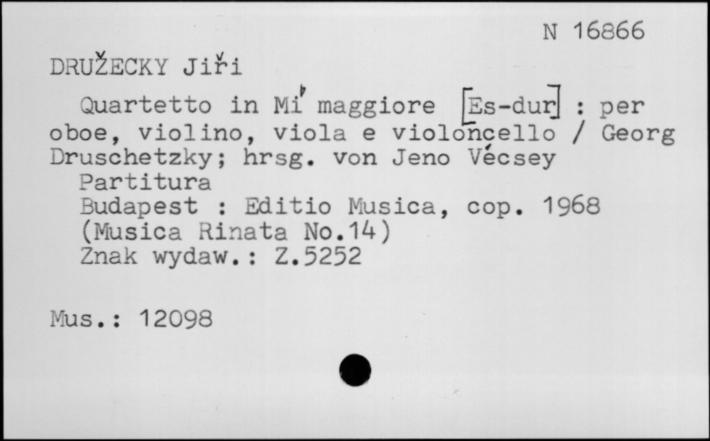 N 16866
DRUŽECKY Jiři
Quartetto in Mi♭ maggiore [Es-dur] : per
oboe, violino, viola e violoncello / Georg
Druschetzky; hrsg. von Jeno Vécsey
Partitura
Budapest : Editio Musica, cop. 1968
(Musica Rinata No.14)
Znak wydaw.: Z.5252
Mus.: 12098